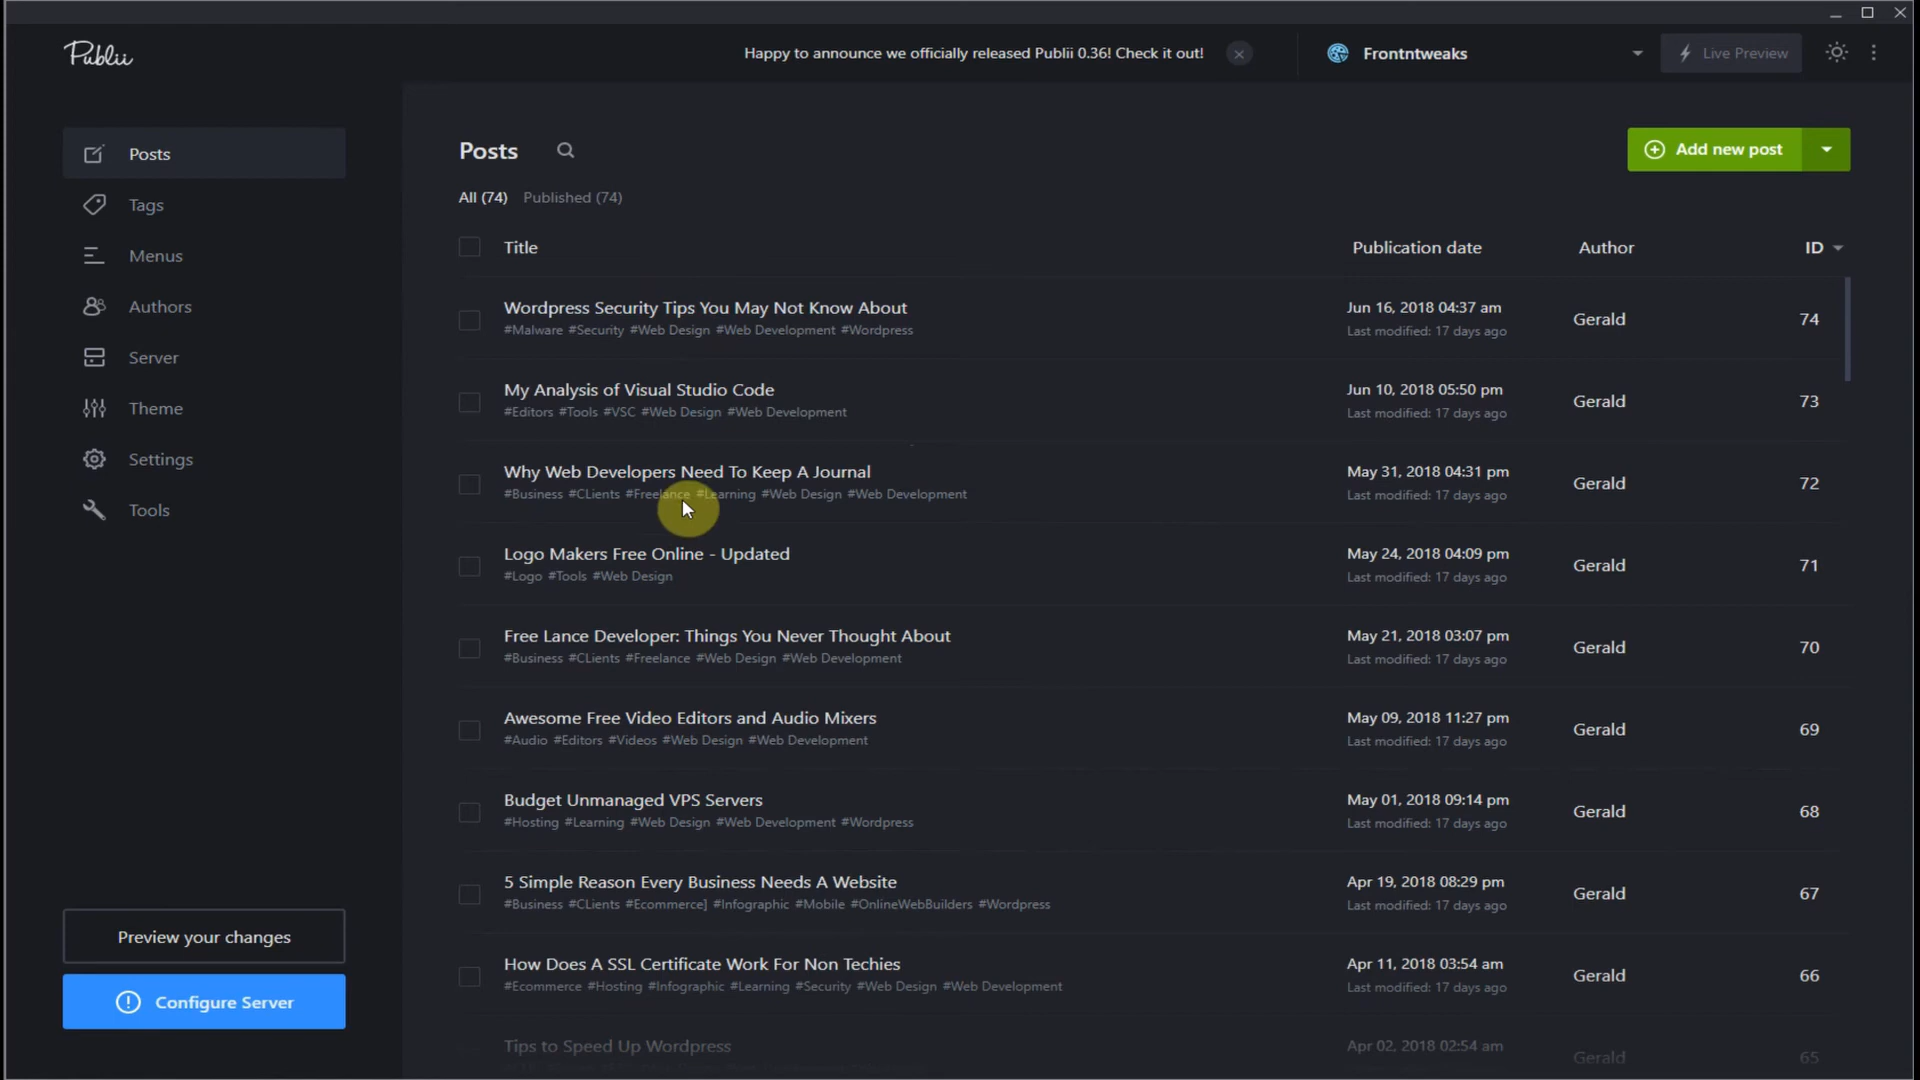 Publii
Happy to announce we officially released Publii 0.36! Check it out!
Frontntweaks
Live Preview
Posts
Tags
Menus
Authors
Server
Theme
Settings
Tools
Preview your changes
Configure Server
Posts
Add new post
All (74) Published (74)
Title Publication date Author ID
Wordpress Security Tips You May Not Know About
#Malware #Security #Web Design #Web Development #Wordpress
Jun 16, 2018 04:37 am
Last modified: 17 days ago
Gerald
74
My Analysis of Visual Studio Code
#Editors #Tools #VSC #Web Design #Web Development
Jun 10, 2018 05:50 pm
Last modified: 17 days ago
Gerald
73
Why Web Developers Need To Keep A Journal
#Business #CLients #Freelance #Learning #Web Design #Web Development
May 31, 2018 04:31 pm
Last modified: 17 days ago
Gerald
72
Logo Makers Free Online - Updated
#Logo #Tools #Web Design
May 24, 2018 04:09 pm
Last modified: 17 days ago
Gerald
71
Free Lance Developer: Things You Never Thought About
#Business #CLients #Freelance #Web Design #Web Development
May 21, 2018 03:07 pm
Last modified: 17 days ago
Gerald
70
Awesome Free Video Editors and Audio Mixers
#Audio #Editors #Videos #Web Design #Web Development
May 09, 2018 11:27 pm
Last modified: 17 days ago
Gerald
69
Budget Unmanaged VPS Servers
#Hosting #Learning #Web Design #Web Development #Wordpress
May 01, 2018 09:14 pm
Last modified: 17 days ago
Gerald
68
5 Simple Reason Every Business Needs A Website
#Business #CLients #Ecommerce] #Infographic #Mobile #OnlineWebBuilders #Wordpress
Apr 19, 2018 08:29 pm
Last modified: 17 days ago
Gerald
67
How Does A SSL Certificate Work For Non Techies
#Ecommerce #Hosting #Infographic #Learning #Security #Web Design #Web Development
Apr 11, 2018 03:54 am
Last modified: 17 days ago
Gerald
66
Tips to Speed Up Wordpress
Apr 02, 2018 02:54 am
Gerald
65